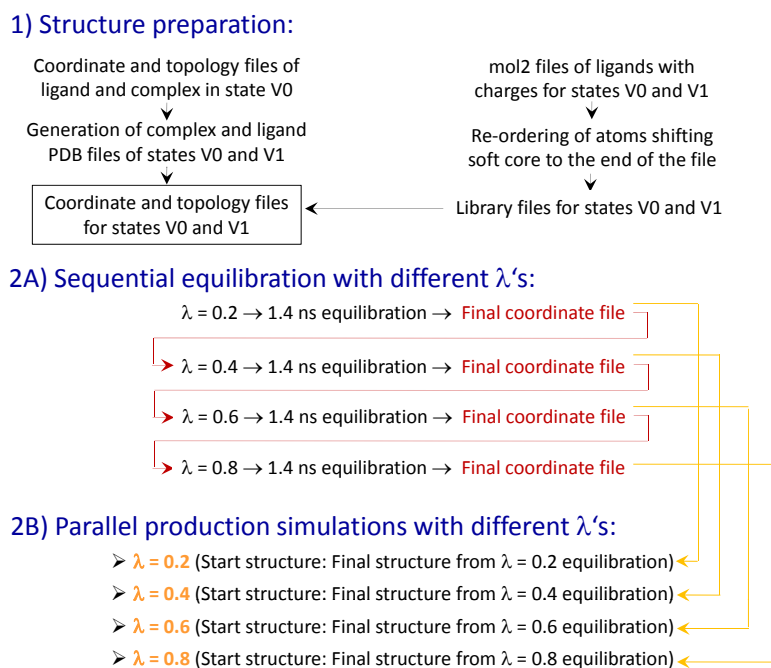 1) Structure preparation:
Coordinate and topology files of
ligand and complex in state V0
Generation of complex and ligand
PDB files of states V0 and V1
Coordinate and topology files
for states V0 and V1
mol2 files of ligands with
charges for states V0 and V1
Re-ordering of atoms shifting
soft core to the end of the file
Library files for states V0 and V1
2A) Sequential equilibration with different λ‘s:
λ = 0.2 → 1.4 ns equilibration → Final coordinate file
λ = 0.4 → 1.4 ns equilibration → Final coordinate file
λ = 0.6 → 1.4 ns equilibration → Final coordinate file
λ = 0.8 → 1.4 ns equilibration → Final coordinate file
2B) Parallel production simulations with different λ‘s:
➢ λ = 0.2 (Start structure: Final structure from λ = 0.2 equilibration)
➢ λ = 0.4 (Start structure: Final structure from λ = 0.4 equilibration)
➢ λ = 0.6 (Start structure: Final structure from λ = 0.6 equilibration)
➢ λ = 0.8 (Start structure: Final structure from λ = 0.8 equilibration)